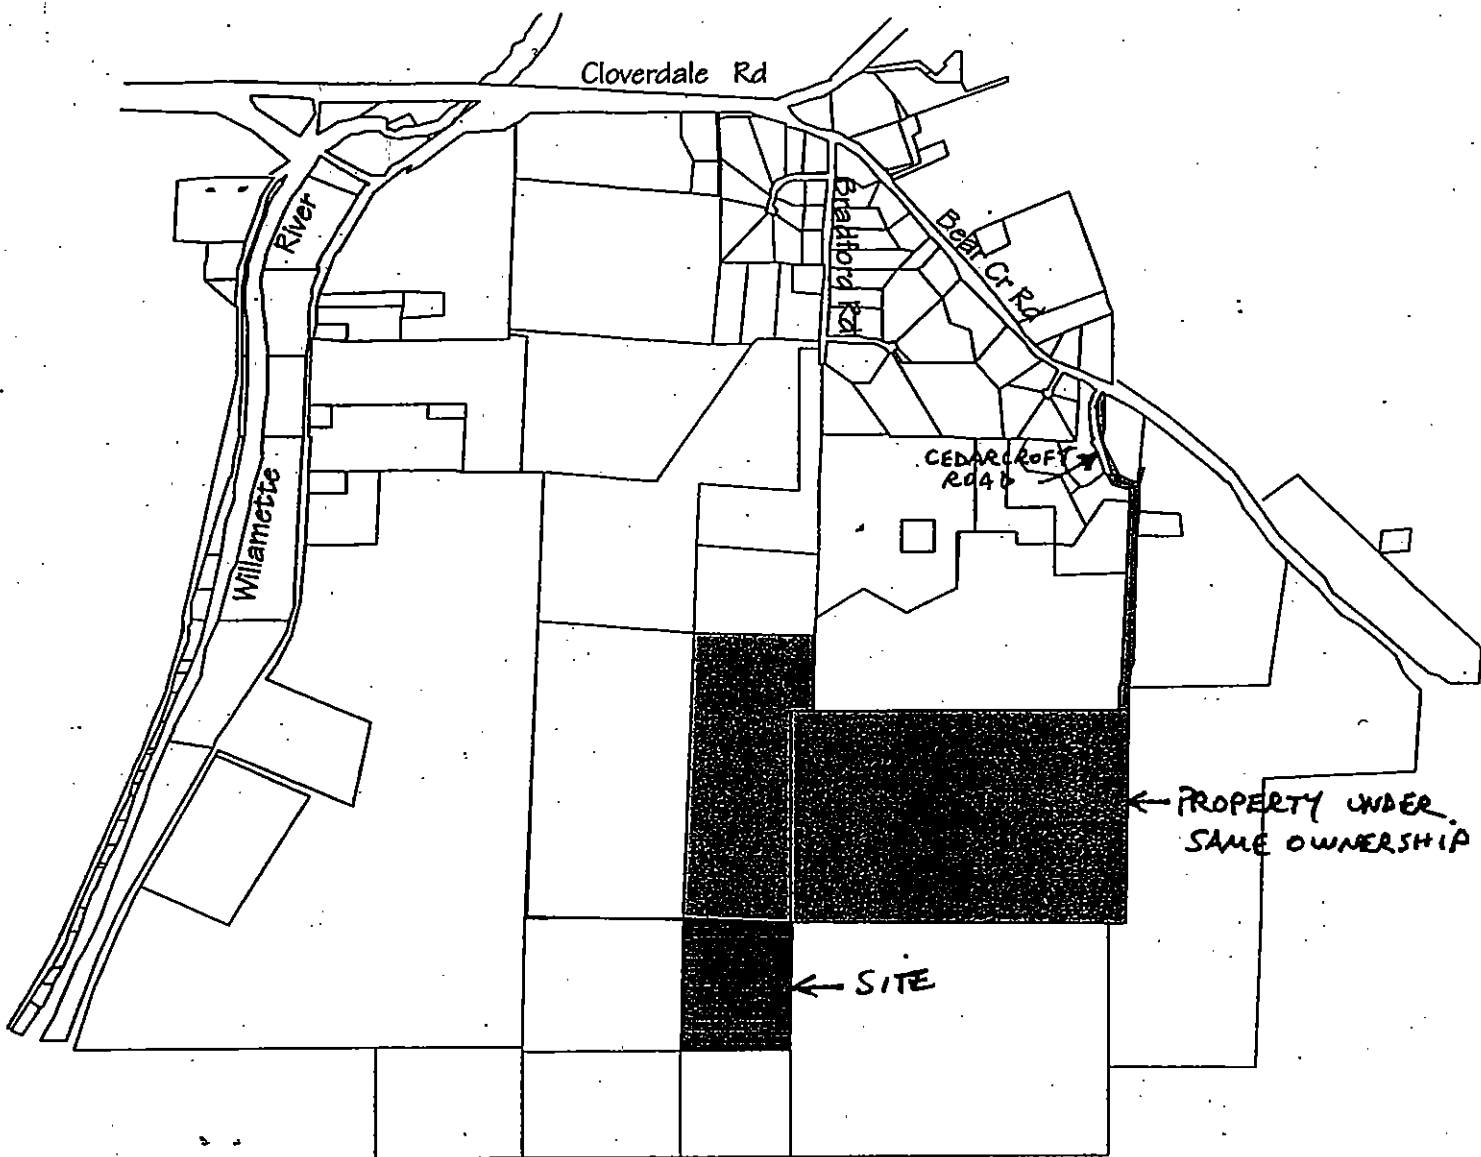 Cloverdale Rd
River
Bradford Rd
Bear Cr Rd
CEDARCROFT
ROAD
Willamette
PROPERTY UNDER
SAME OWNERSHIP
SITE